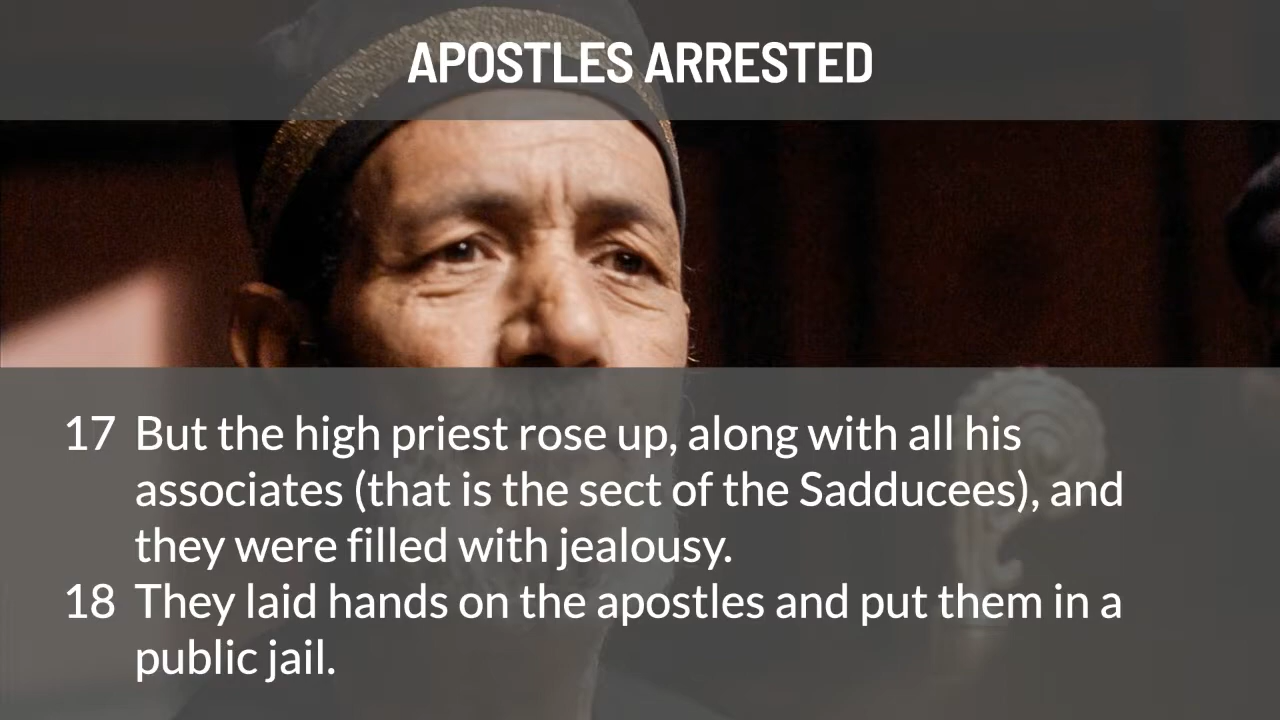 APOSTLES ARRESTED
17 But the high priest rose up, along with all his
associates (that is the sect of the Sadducees), and
they were filled with jealousy.
18 They laid hands on the apostles and put them in a
public jail.